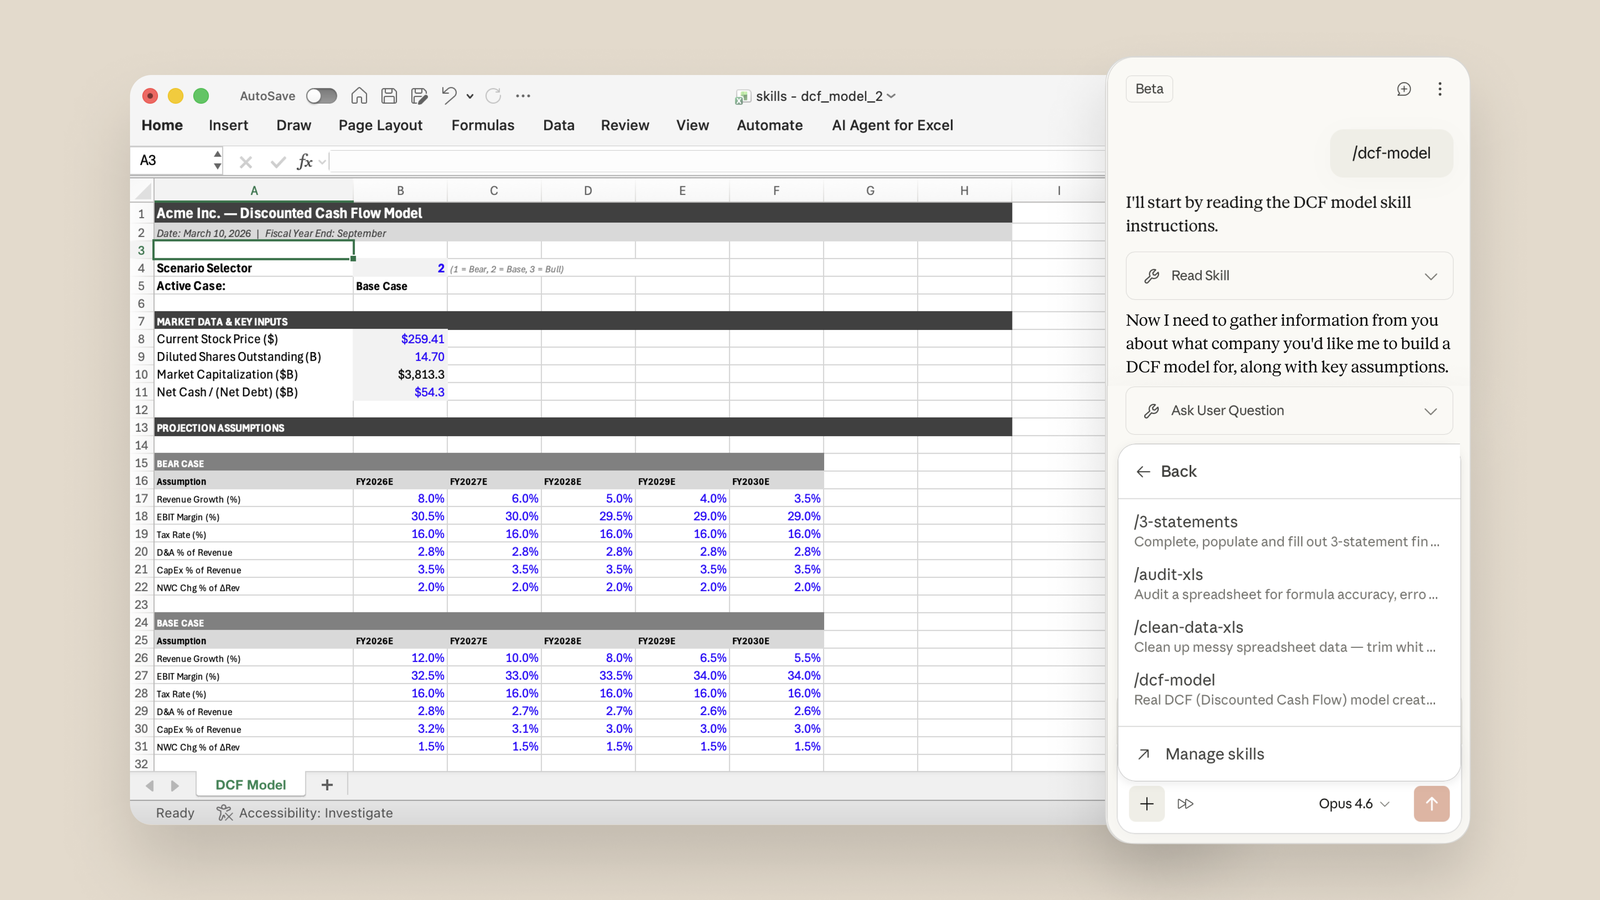 AutoSave
skills - dcf_model_2
Home Insert Draw Page Layout Formulas Data Review View Automate AI Agent for Excel
A3 fx
A B C D E F G H I
1 Acme Inc. — Discounted Cash Flow Model
2 Date: March 10, 2026 | Fiscal Year End: September
3
4 Scenario Selector 2 (1 = Bear, 2 = Base, 3 = Bull)
5 Active Case: Base Case
6
7 MARKET DATA & KEY INPUTS
8 Current Stock Price ($) $259.41
9 Diluted Shares Outstanding (B) 14.70
10 Market Capitalization ($B) $3,813.3
11 Net Cash / (Net Debt) ($B) $54.3
12
13 PROJECTION ASSUMPTIONS
14
15 BEAR CASE
16 Assumption FY2026E FY2027E FY2028E FY2029E FY2030E
17 Revenue Growth (%) 8.0% 6.0% 5.0% 4.0% 3.5%
18 EBIT Margin (%) 30.5% 30.0% 29.5% 29.0% 29.0%
19 Tax Rate (%) 16.0% 16.0% 16.0% 16.0% 16.0%
20 D&A % of Revenue 2.8% 2.8% 2.8% 2.8% 2.8%
21 CapEx % of Revenue 3.5% 3.5% 3.5% 3.5% 3.5%
22 NWC Chg % of ΔRev 2.0% 2.0% 2.0% 2.0% 2.0%
23
24 BASE CASE
25 Assumption FY2026E FY2027E FY2028E FY2029E FY2030E
26 Revenue Growth (%) 12.0% 10.0% 8.0% 6.5% 5.5%
27 EBIT Margin (%) 32.5% 33.0% 33.5% 34.0% 34.0%
28 Tax Rate (%) 16.0% 16.0% 16.0% 16.0% 16.0%
29 D&A % of Revenue 2.8% 2.7% 2.7% 2.6% 2.6%
30 CapEx % of Revenue 3.2% 3.1% 3.0% 3.0% 3.0%
31 NWC Chg % of ΔRev 1.5% 1.5% 1.5% 1.5% 1.5%
32
DCF Model
Ready Accessibility: Investigate
Beta
/dcf-model
I'll start by reading the DCF model skill
instructions.
Read Skill
Now I need to gather information from you
about what company you'd like me to build a
DCF model for, along with key assumptions.
Ask User Question
Back
/3-statements
Complete, populate and fill out 3-statement fin...
/audit-xls
Audit a spreadsheet for formula accuracy, erro...
/clean-data-xls
Clean up messy spreadsheet data — trim whit...
/dcf-model
Real DCF (Discounted Cash Flow) model creat...
Manage skills
Opus 4.6